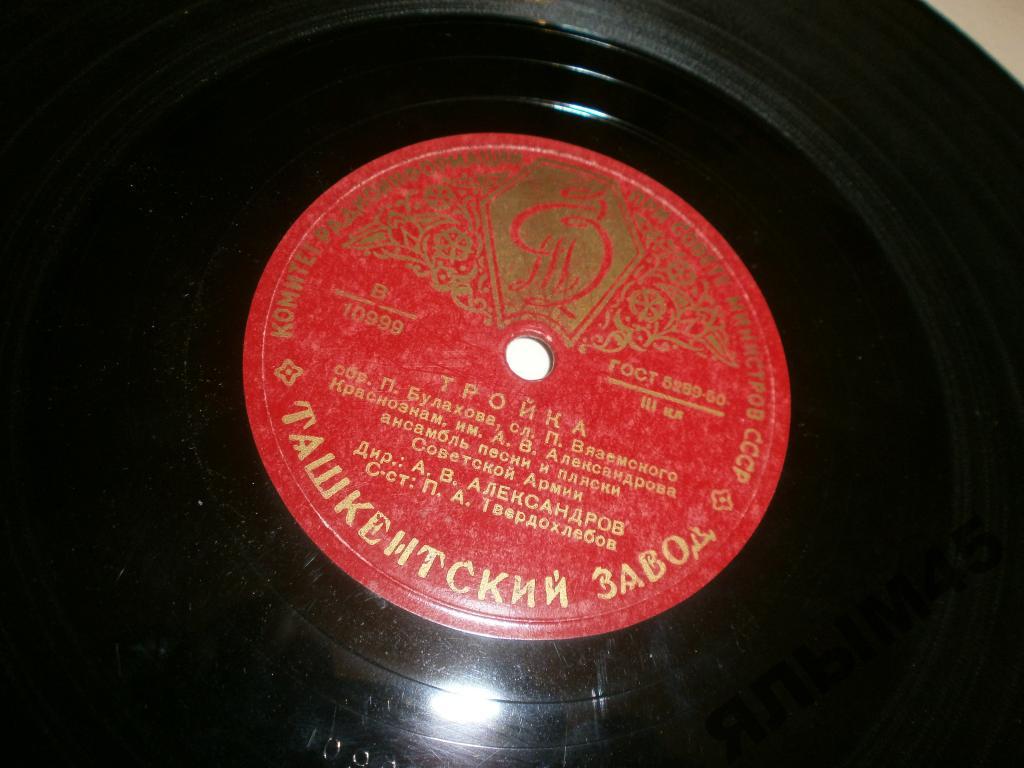 КОМИТЕТ РАДИОИНФОРМАЦИИ ПРИ СОВЕТЕ МИНИСТРОВ СССР
В
10999
ГОСТ 5289-50
III кл
ТРОЙКА
обр. П. Булахова, сл. П. Вяземского
Краснознам. им. А. В. Александрова
ансамбль песни и пляски
Советской Армии
Дир.: А. В. АЛЕКСАНДРОВ
С-ст: П. А. Твердохлебов
ТАШКЕНТСКИЙ ЗАВОД
ЯЛЫМ45